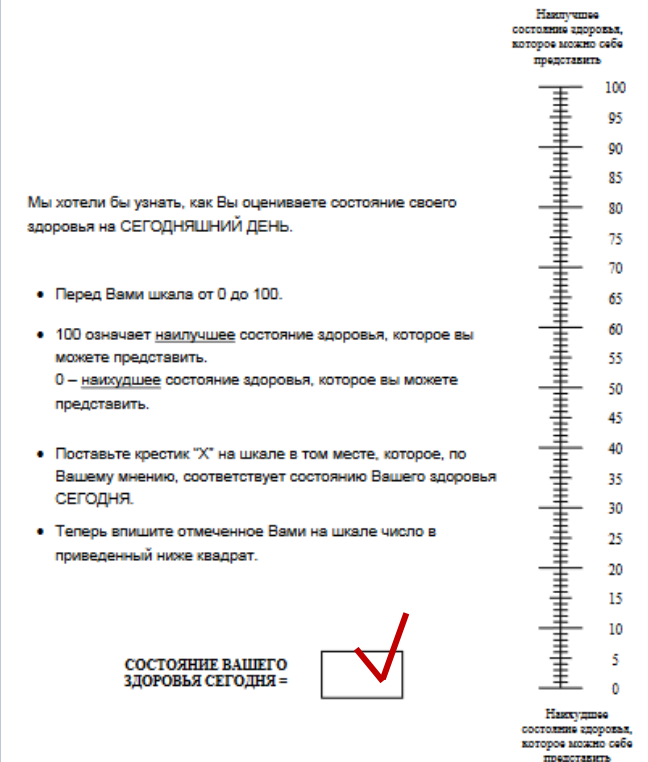 Наилучшее
состояние здоровья,
которое можно себе
представить
100
95
90
85
80
75
70
65
60
55
50
45
40
35
30
25
20
15
10
5
0
Наихудшее
состояние здоровья,
которое можно себе
представить
Мы хотели бы узнать, как Вы оцениваете состояние своего
здоровья на СЕГОДНЯШНИЙ ДЕНЬ.
• Перед Вами шкала от 0 до 100.
• 100 означает наилучшее состояние здоровья, которое вы
можете представить.
0 – наихудшее состояние здоровья, которое вы можете
представить.
• Поставьте крестик “X” на шкале в том месте, которое, по
Вашему мнению, соответствует состоянию Вашего здоровья
СЕГОДНЯ.
• Теперь впишите отмеченное Вами на шкале число в
приведенный ниже квадрат.
СОСТОЯНИЕ ВАШЕГО
ЗДОРОВЬЯ СЕГОДНЯ =